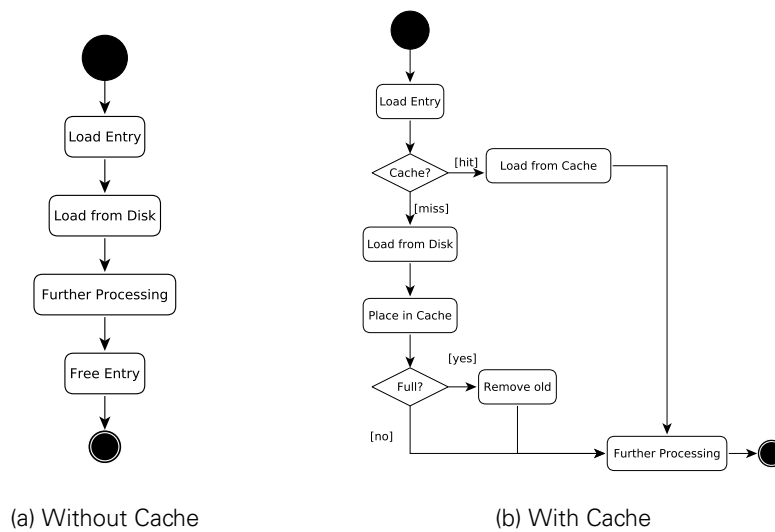 Load Entry
Load from Disk
Further Processing
Free Entry
(a) Without Cache
Load Entry
Cache?
[hit]
Load from Cache
[miss]
Load from Disk
Place in Cache
Full?
[yes]
Remove old
[no]
Further Processing
(b) With Cache